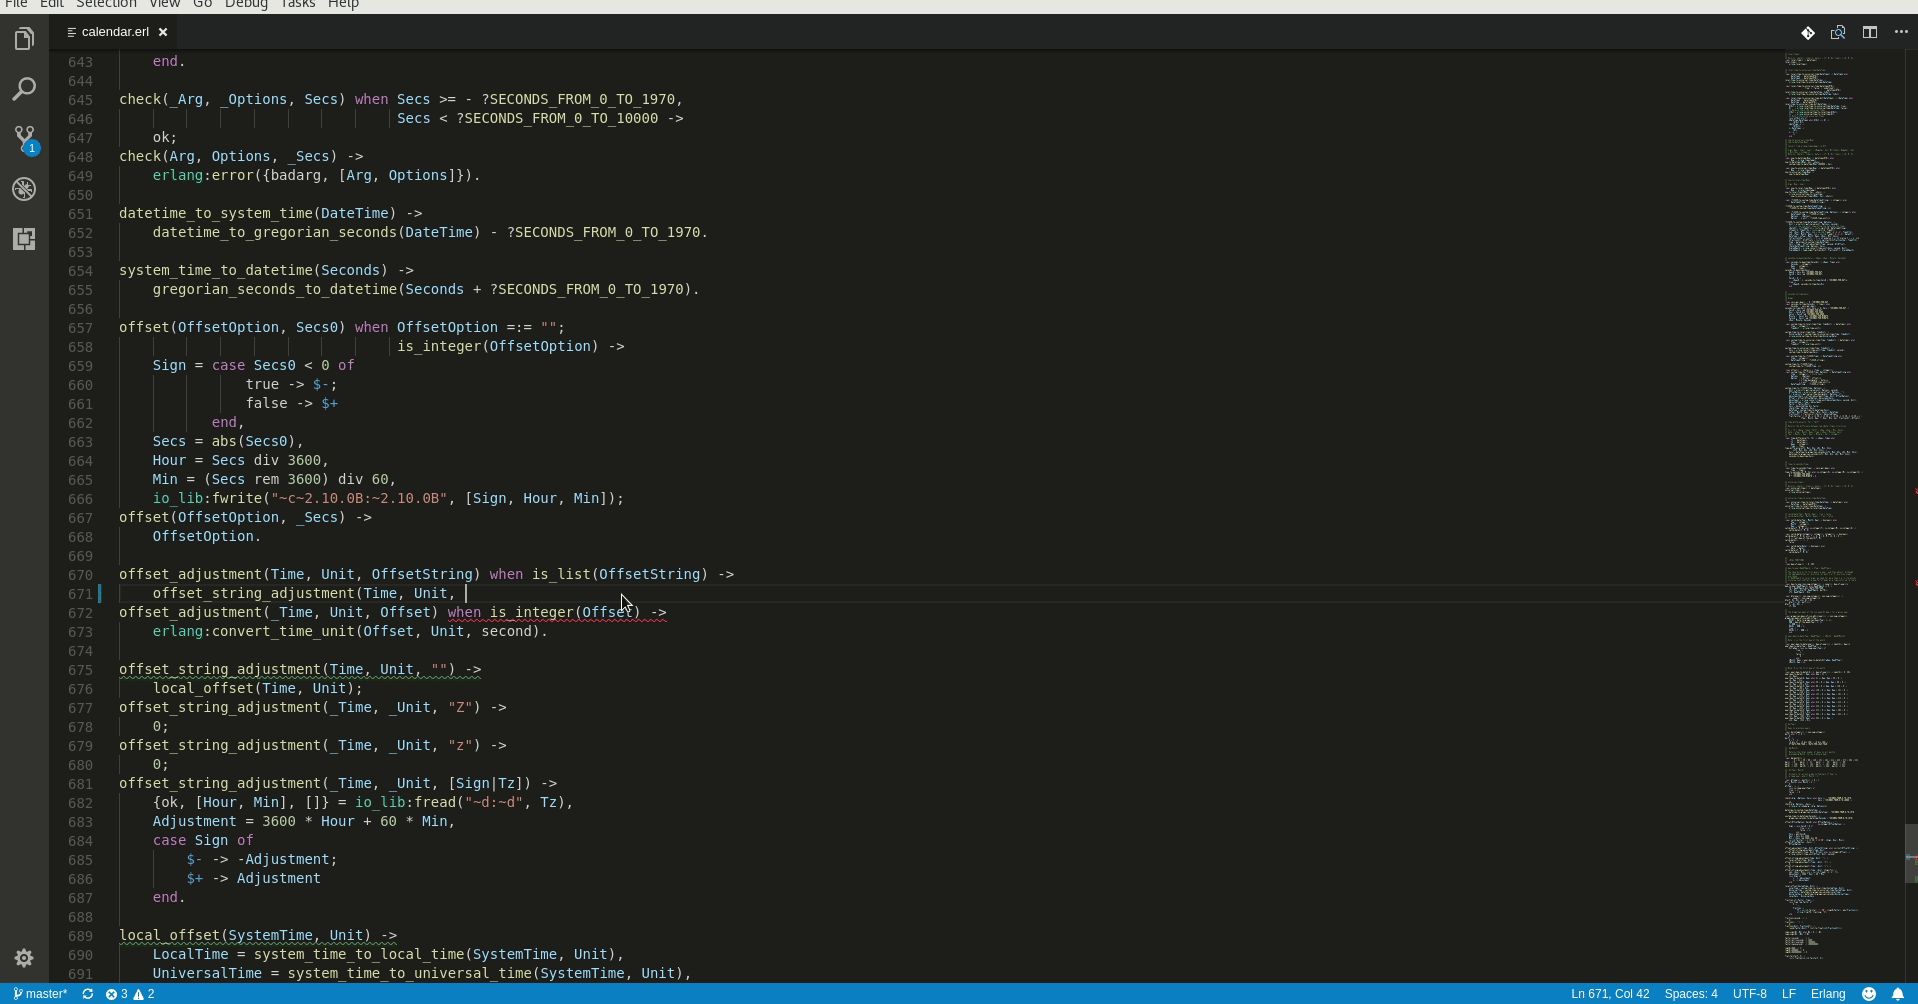 File Edit Selection View Go Debug Tasks Help
calendar.erl
643 end.
644
645 check(_Arg, _Options, Secs) when Secs >= - ?SECONDS_FROM_0_TO_1970,
646 Secs < ?SECONDS_FROM_0_TO_10000 ->
647 ok;
648 check(Arg, Options, _Secs) ->
649 erlang:error({badarg, [Arg, Options]}).
650
651 datetime_to_system_time(DateTime) ->
652 datetime_to_gregorian_seconds(DateTime) - ?SECONDS_FROM_0_TO_1970.
653
654 system_time_to_datetime(Seconds) ->
655 gregorian_seconds_to_datetime(Seconds + ?SECONDS_FROM_0_TO_1970).
656
657 offset(OffsetOption, Secs0) when OffsetOption =:= "";
658 is_integer(OffsetOption) ->
659 Sign = case Secs0 < 0 of
660 true -> $-;
661 false -> $+
662 end,
663 Secs = abs(Secs0),
664 Hour = Secs div 3600,
665 Min = (Secs rem 3600) div 60,
666 io_lib:fwrite("~c~2.10.0B:~2.10.0B", [Sign, Hour, Min]);
667 offset(OffsetOption, _Secs) ->
668 OffsetOption.
669
670 offset_adjustment(Time, Unit, OffsetString) when is_list(OffsetString) ->
671 offset_string_adjustment(Time, Unit,
672 offset_adjustment(_Time, Unit, Offset) when is_integer(Offset) ->
673 erlang:convert_time_unit(Offset, Unit, second).
674
675 offset_string_adjustment(Time, Unit, "") ->
676 local_offset(Time, Unit);
677 offset_string_adjustment(_Time, _Unit, "Z") ->
678 0;
679 offset_string_adjustment(_Time, _Unit, "z") ->
680 0;
681 offset_string_adjustment(_Time, _Unit, [Sign|Tz]) ->
682 {ok, [Hour, Min], []} = io_lib:fread("~d:~d", Tz),
683 Adjustment = 3600 * Hour + 60 * Min,
684 case Sign of
685 $- -> -Adjustment;
686 $+ -> Adjustment
687 end.
688
689 local_offset(SystemTime, Unit) ->
690 LocalTime = system_time_to_local_time(SystemTime, Unit),
691 UniversalTime = system_time_to_universal_time(SystemTime, Unit),
1
master* 3 2 Ln 671, Col 42 Spaces: 4 UTF-8 LF Erlang